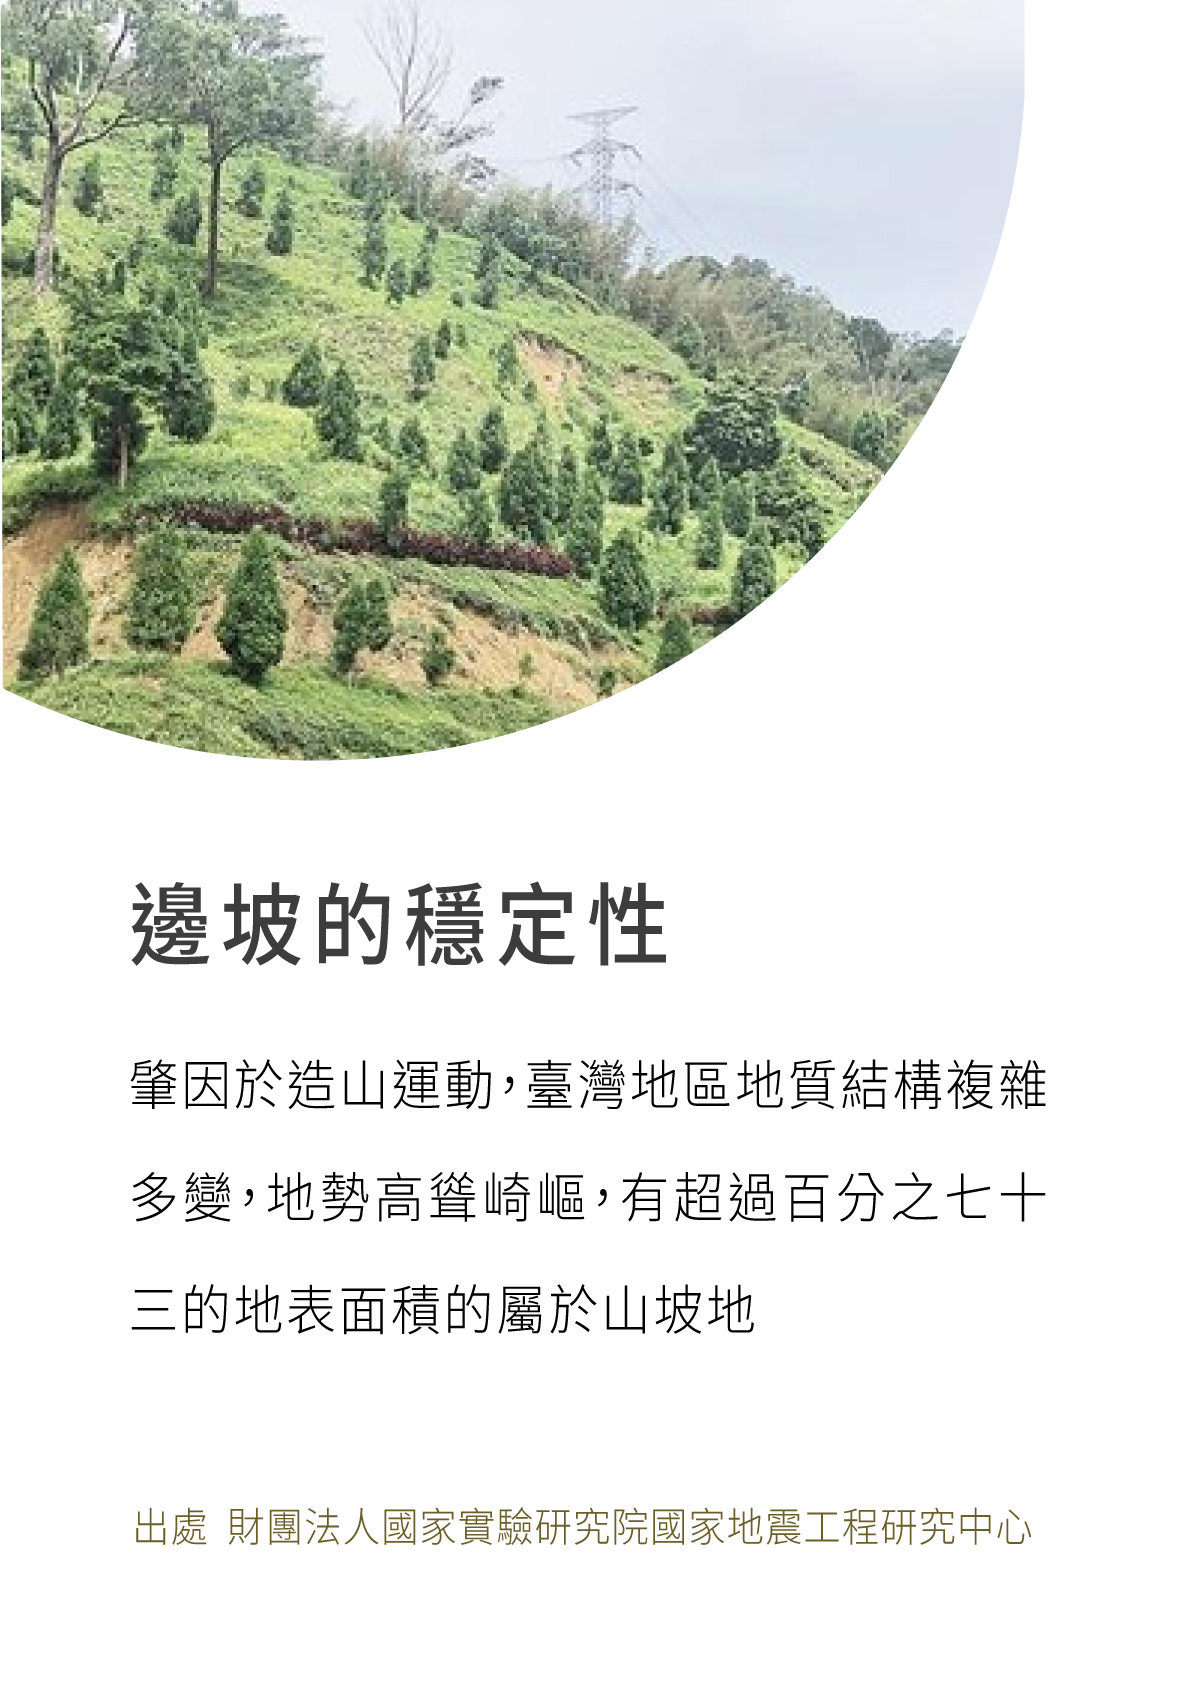 邊坡的穩定性
肇因於造山運動,臺灣地區地質結構複雜
多變,地勢高聳崎嶇,有超過百分之七十
三的地表面積的屬於山坡地
出處 財團法人國家實驗研究院國家地震工程研究中心